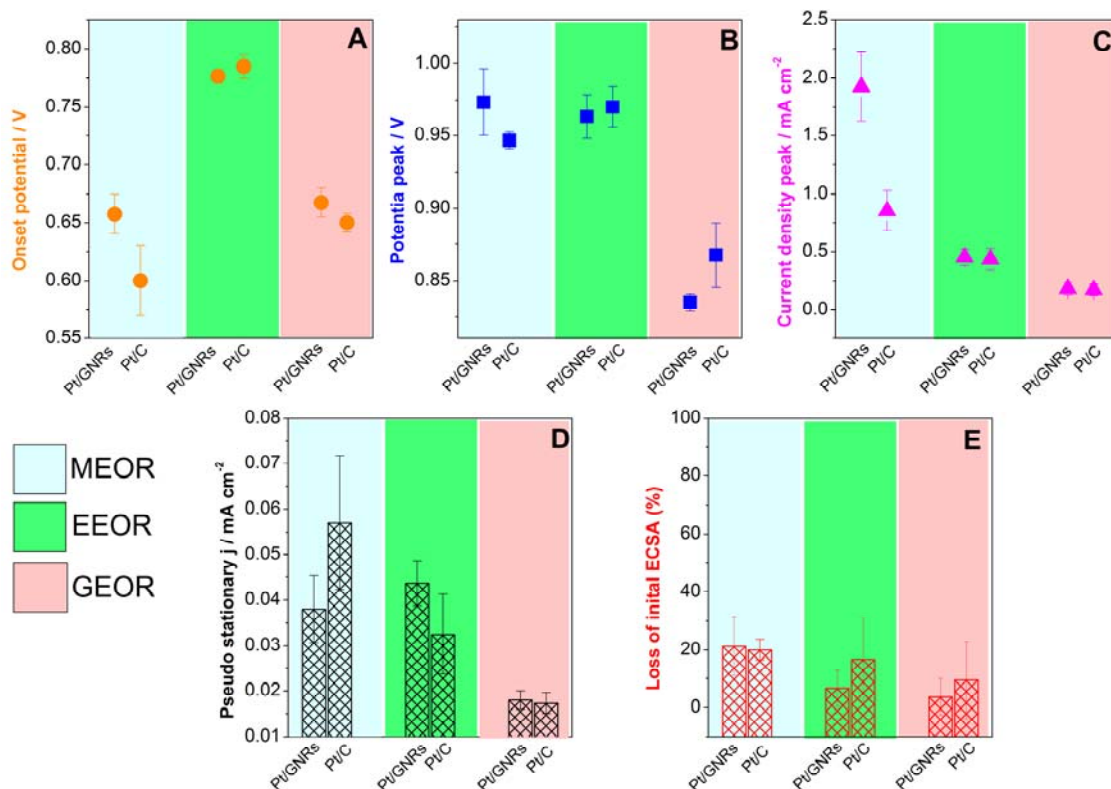 A
Onset potential / V
0.80
0.75
0.70
0.65
0.60
0.55
Pt/GNRs
Pt/C
Pt/GNRs
Pt/C
Pt/GNRs
Pt/C
B
Potentia peak / V
1.00
0.95
0.90
0.85
Pt/GNRs
Pt/C
Pt/GNRs
Pt/C
Pt/GNRs
Pt/C
C
Current density peak / mA cm-2
2.5
2.0
1.5
1.0
0.5
0.0
Pt/GNRs
Pt/C
Pt/GNRs
Pt/C
Pt/GNRs
Pt/C
MEOR
EEOR
GEOR
D
Pseudo stationary j / mA cm-2
0.08
0.07
0.06
0.05
0.04
0.03
0.02
0.01
Pt/GNRs
Pt/C
Pt/GNRs
Pt/C
Pt/GNRs
Pt/C
E
Loss of inital ECSA (%)
100
80
60
40
20
0
Pt/GNRs
Pt/C
Pt/GNRs
Pt/C
Pt/GNRs
Pt/C